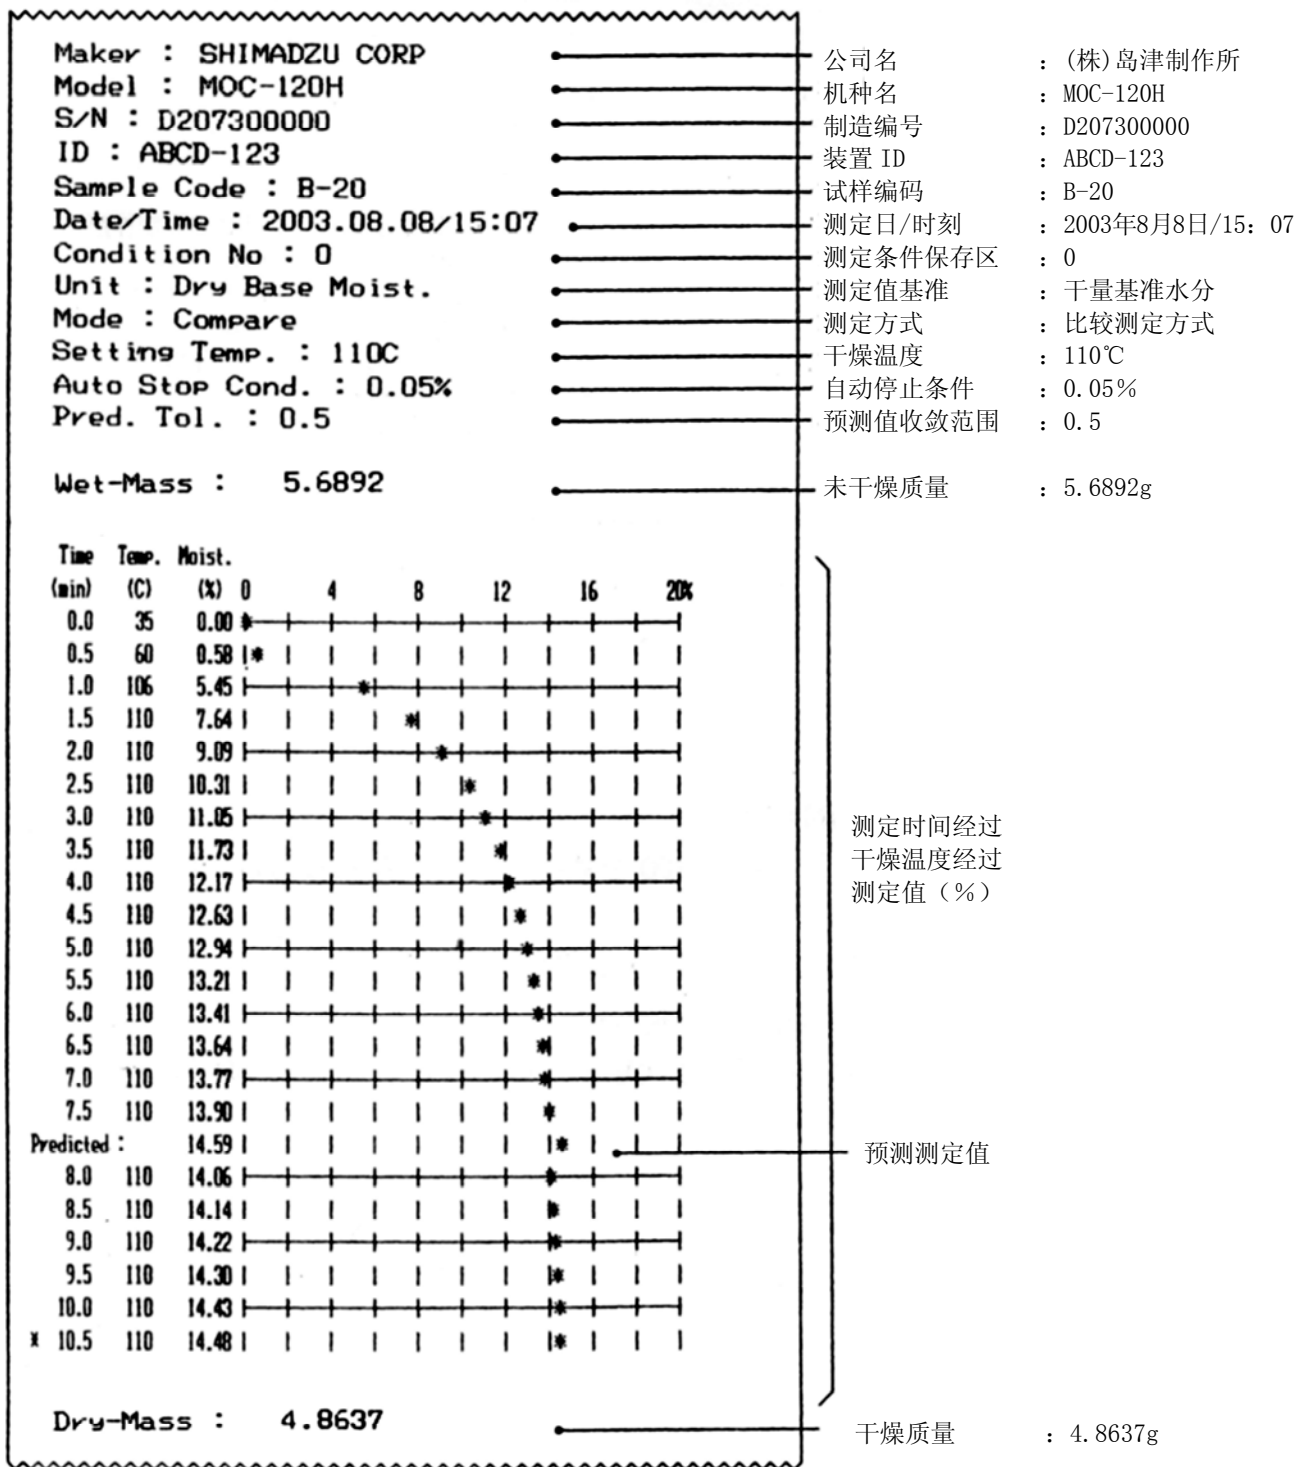 Maker : SHIMADZU CORP 公司名 :(株)岛津制作所
Model : MOC-120H 机种名 :MOC-120H
S/N : D207300000 制造编号 :D207300000
ID : ABCD-123 装置 ID :ABCD-123
Sample Code : B-20 试样编码 :B-20
Date/Time : 2003.08.08/15:07 测定日/时刻 :2003年8月8日/15:07
Condition No : 0 测定条件保存区 :0
Unit : Dry Base Moist. 测定值基准 :干量基准水分
Mode : Compare 测定方式 :比较测定方式
Setting Temp. : 110C 干燥温度 :110℃
Auto Stop Cond. : 0.05% 自动停止条件 :0.05%
Pred. Tol. : 0.5 预测值收敛范围 :0.5
Wet-Mass : 5.6892 未干燥质量 :5.6892g
Time Temp. Moist.
(min) (C) (%) 0 4 8 12 16 20%
0.0 35 0.00
0.5 60 0.58
1.0 106 5.45
1.5 110 7.64
2.0 110 9.09
2.5 110 10.31
3.0 110 11.05
3.5 110 11.73
4.0 110 12.17
4.5 110 12.63
5.0 110 12.94
5.5 110 13.21
6.0 110 13.41
6.5 110 13.64
7.0 110 13.77
7.5 110 13.90
Predicted : 14.59
8.0 110 14.06
8.5 110 14.14
9.0 110 14.22
9.5 110 14.30
10.0 110 14.43
* 10.5 110 14.48
测定时间经过
干燥温度经过
测定值(%)
预测测定值
Dry-Mass : 4.8637 干燥质量 :4.8637g